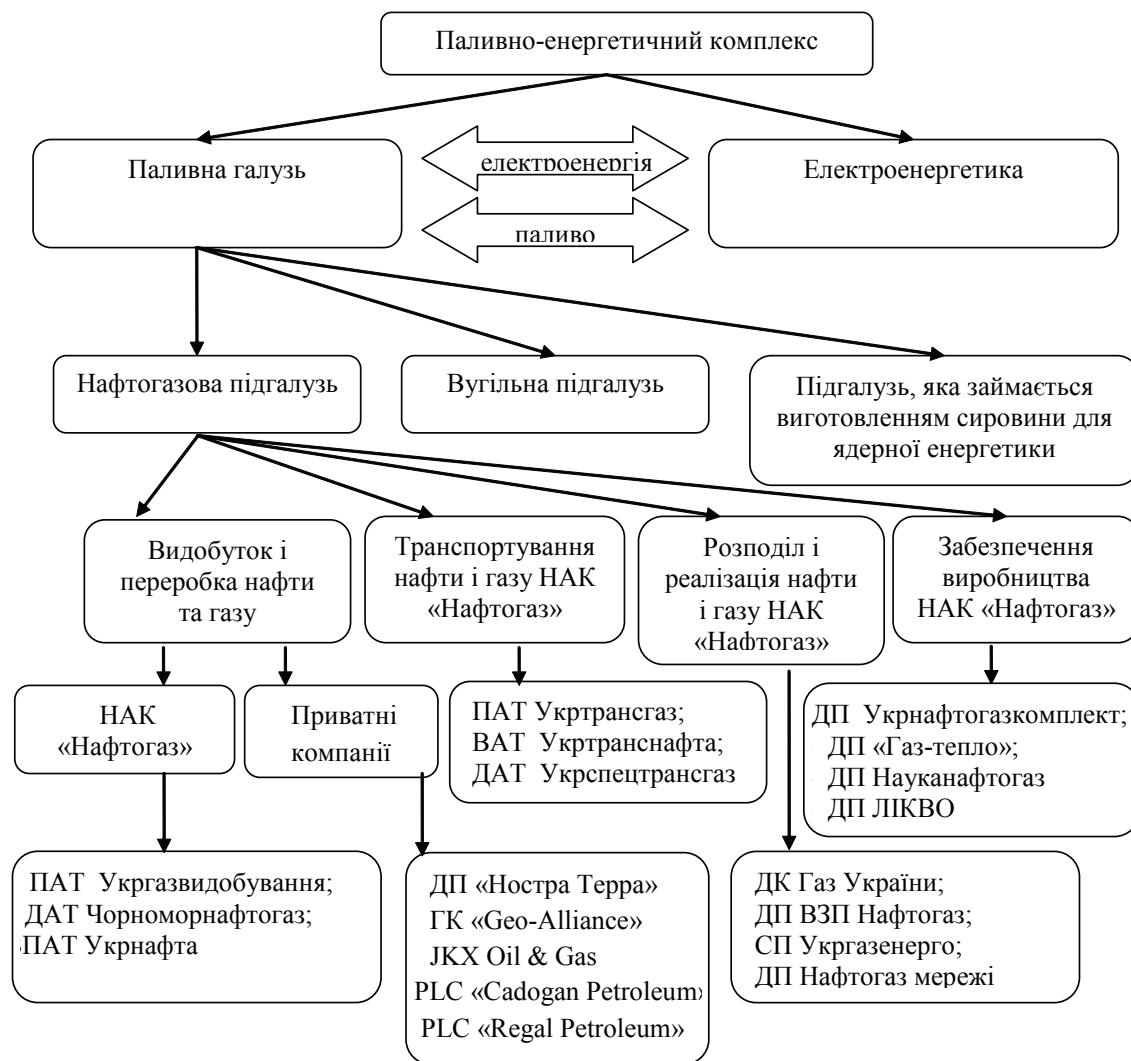 Паливно-енергетичний комплекс
Паливна галузь
електроенергія
паливо
Електроенергетика
Нафтогазова підгалузь
Вугільна підгалузь
Підгалузь, яка займається
виготовленням сировини для
ядерної енергетики
Видобуток і
переробка нафти
та газу
Транспортування
нафти і газу НАК
«Нафтогаз»
Розподіл і
реалізація нафти
і газу НАК
«Нафтогаз»
Забезпечення
виробництва
НАК «Нафтогаз»
НАК
«Нафтогаз»
Приватні
компанії
ПАТ Укртрансгаз;
ВАТ Укртранснафта;
ДАТ Укрспецтрансгаз
ДП Укрнафтогазкомплект;
ДП «Газ-тепло»;
ДП Науканафтогаз
ДП ЛІКВО
ПАТ Укргазвидобування;
ДАТ Чорноморнафтогаз;
ПАТ Укрнафта
ДП «Ностра Терра»
ГК «Geo-Alliance»
JKX Oil & Gas
PLC «Cadogan Petroleum»
PLC «Regal Petroleum»
ДК Газ України;
ДП ВЗП Нафтогаз;
СП Укргазенерго;
ДП Нафтогаз мережі